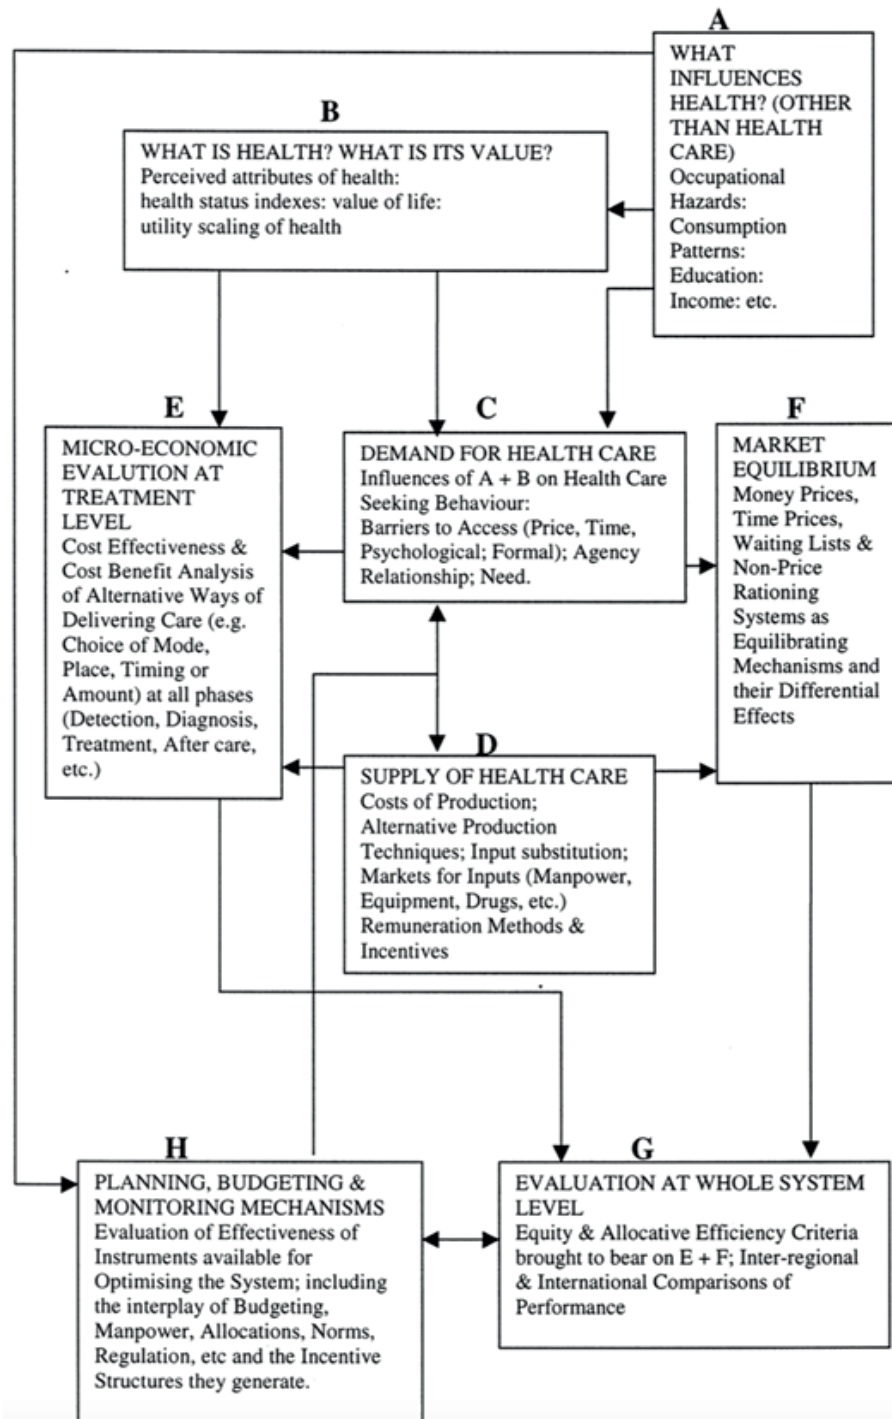 A
WHAT
INFLUENCES
HEALTH? (OTHER
THAN HEALTH
CARE)
Occupational
Hazards:
Consumption
Patterns:
Education:
Income: etc.
B
WHAT IS HEALTH? WHAT IS ITS VALUE?
Perceived attributes of health:
health status indexes: value of life:
utility scaling of health
E
MICRO-ECONOMIC
EVALUTION AT
TREATMENT
LEVEL
Cost Effectiveness &
Cost Benefit Analysis
of Alternative Ways of
Delivering Care (e.g.
Choice of Mode,
Place, Timing or
Amount) at all phases
(Detection, Diagnosis,
Treatment, After care,
etc.)
C
DEMAND FOR HEALTH CARE
Influences of A + B on Health Care
Seeking Behaviour:
Barriers to Access (Price, Time,
Psychological; Formal); Agency
Relationship; Need.
F
MARKET
EQUILIBRIUM
Money Prices,
Time Prices,
Waiting Lists &
Non-Price
Rationing
Systems as
Equilibrating
Mechanisms and
their Differential
Effects
D
SUPPLY OF HEALTH CARE
Costs of Production;
Alternative Production
Techniques; Input substitution;
Markets for Inputs (Manpower,
Equipment, Drugs, etc.)
Remuneration Methods &
Incentives
H
PLANNING, BUDGETING &
MONITORING MECHANISMS
Evaluation of Effectiveness of
Instruments available for
Optimising the System; including
the interplay of Budgeting,
Manpower, Allocations, Norms,
Regulation, etc and the Incentive
Structures they generate.
G
EVALUATION AT WHOLE SYSTEM
LEVEL
Equity & Allocative Efficiency Criteria
brought to bear on E + F; Inter-regional
& International Comparisons of
Performance